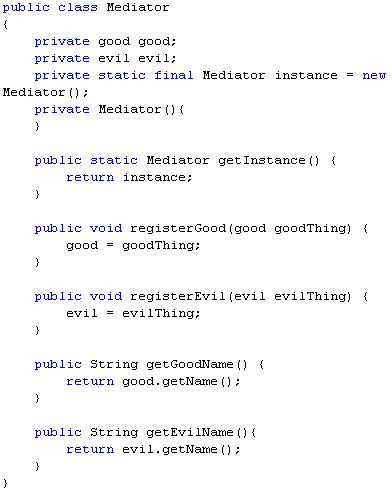 public class Mediator
{
    private good good;
    private evil evil;
    private static final Mediator instance = new
Mediator();
    private Mediator(){
    }

    public static Mediator getInstance() {
        return instance;
    }

    public void registerGood(good goodThing) {
        good = goodThing;
    }

    public void registerEvil(evil evilThing) {
        evil = evilThing;
    }

    public String getGoodName() {
        return good.getName();
    }

    public String getEvilName(){
        return evil.getName();
    }
}